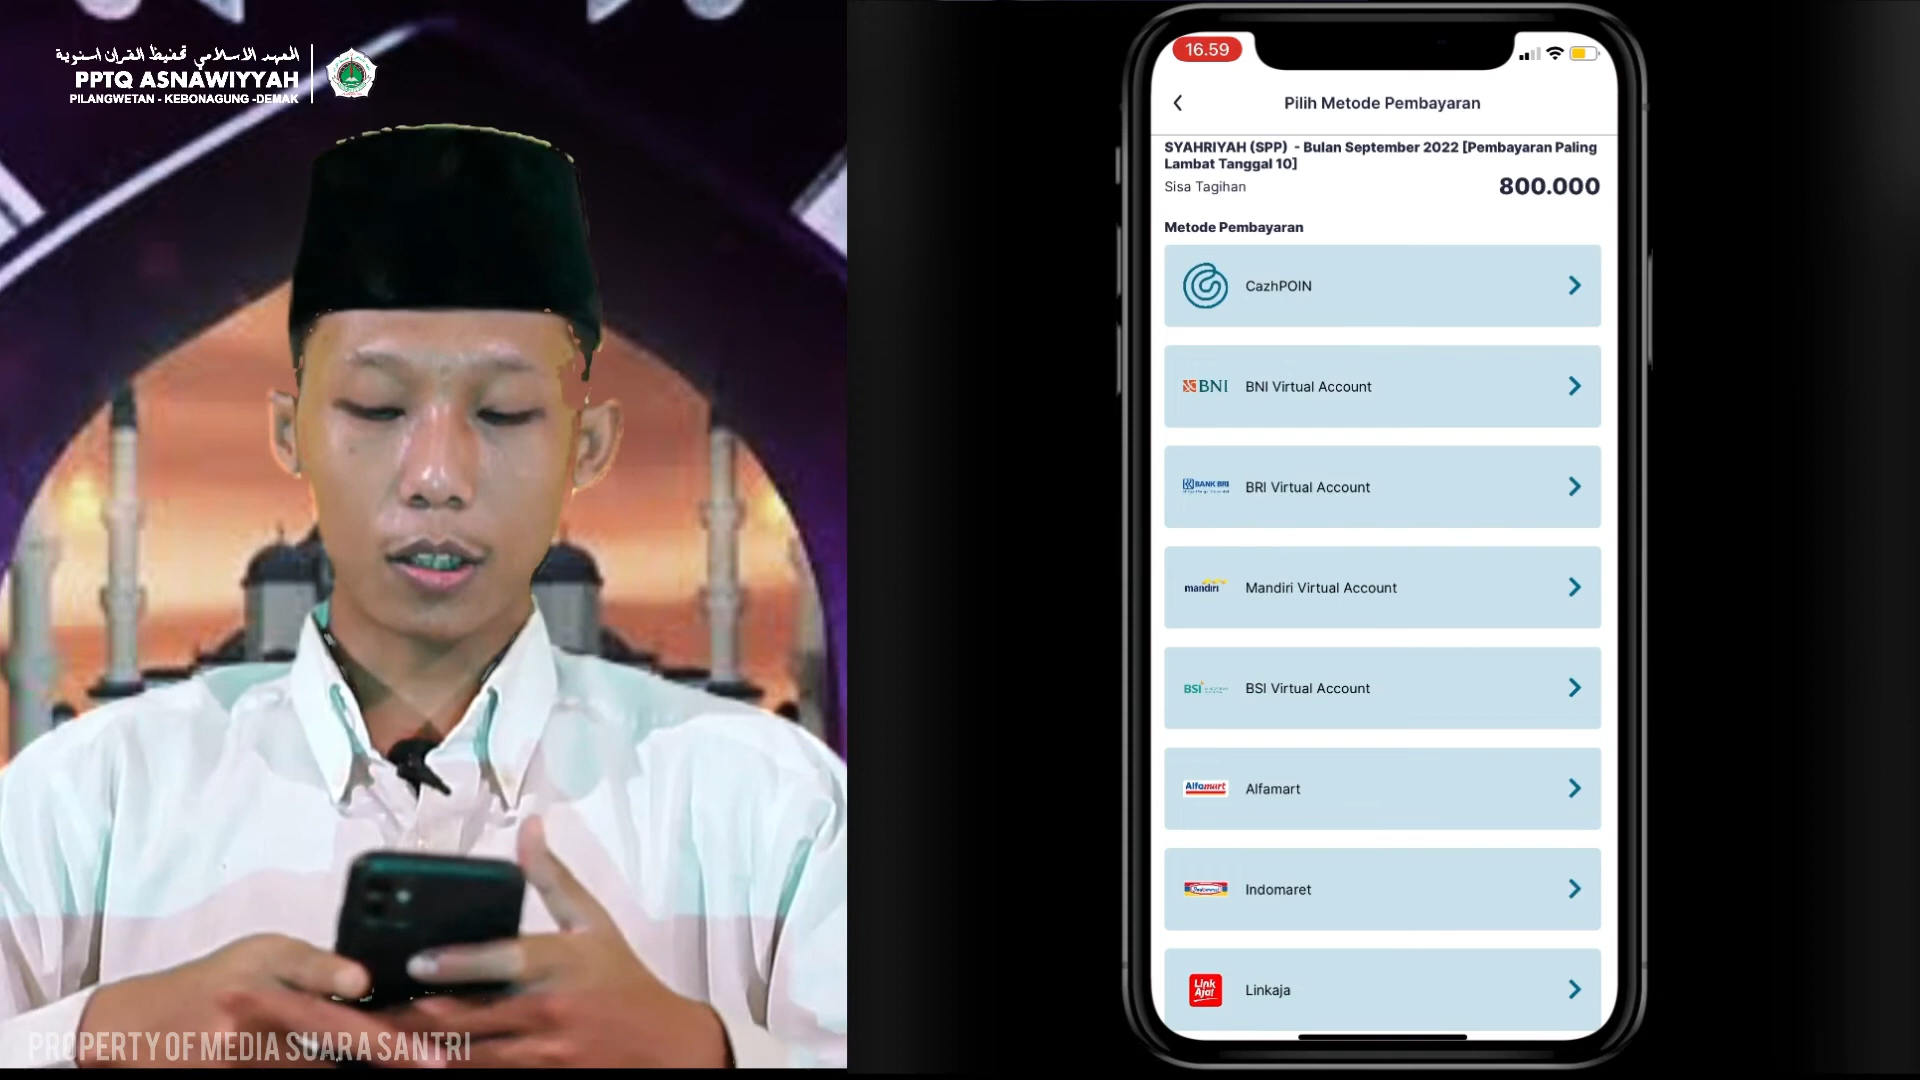 المعهد الاسلامي تحفيظ القران اسنوية
PPTQ ASNAWIYYAH
PILANGWETAN - KEBONAGUNG -DEMAK
16.59
Pilih Metode Pembayaran
SYAHRIYAH (SPP) - Bulan September 2022 [Pembayaran Paling
Lambat Tanggal 10]
Sisa Tagihan 800.000
Metode Pembayaran
CazhPOIN
BNI BNI Virtual Account
BANK BRI BRI Virtual Account
mandiri Mandiri Virtual Account
BSI BSI Virtual Account
Alfamart Alfamart
Indomaret Indomaret
Link Aja! Linkaja
PROPERTY OF MEDIA SUARA SANTRI